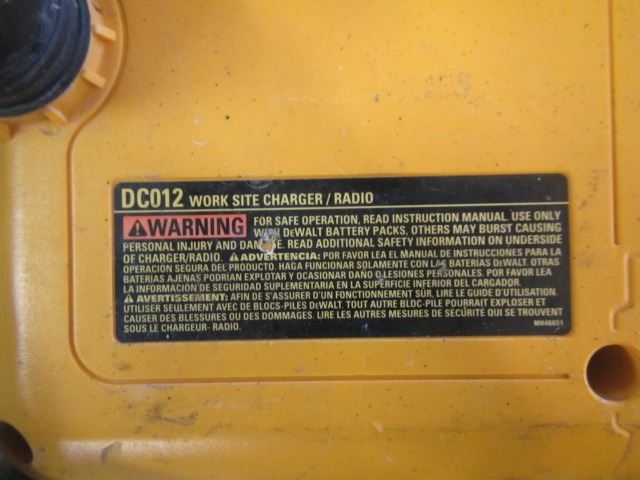 DC012 WORK SITE CHARGER / RADIO
WARNING FOR SAFE OPERATION, READ INSTRUCTION MANUAL. USE ONLY
WITH DEWALT BATTERY PACKS, OTHERS MAY BURST CAUSING
PERSONAL INJURY AND DAMAGE. READ ADDITIONAL SAFETY INFORMATION ON UNDERSIDE
OF CHARGER/RADIO. ADVERTENCIA: POR FAVOR LEA EL MANUAL DE INSTRUCCIONES PARA LA
OPERACIÓN SEGURA DEL PRODUCTO. HAGA FUNCIONAR SOLAMENTE CON LAS BATERIAS DEWALT. OTRAS
BATERIAS AJENAS PODRIAN EXPLOTAR Y OCASIONAR DANO O LESIONES PERSONALES. POR FAVOR LEA
LA INFORMACIÓN DE SEGURIDAD SUPLEMENTARIA EN LA SUPERFICIE INFERIOR DEL CARGADOR.
AVERTISSEMENT: AFIN DE S'ASSURER D'UN FONCTIONNEMENT SÛR, LIRE LE GUIDE D'UTILISATION.
UTILISER SEULEMENT AVEC DE BLOCS-PILES DEWALT. TOUT AUTRE BLOC-PILE POURRAIT EXPLOSER ET
CAUSER DES BLESSURES OU DES DOMMAGES. LIRE LES AUTRES MESURES DE SÉCURITÉ QUI SE TROUVENT
SOUS LE CHARGEUR- RADIO.